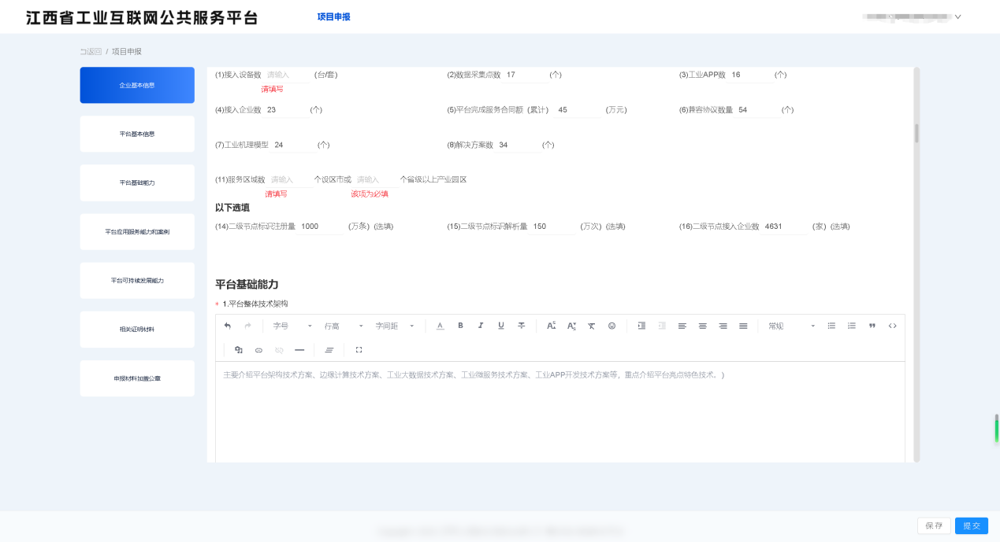 江西省工业互联网公共服务平台
项目申报
返回 / 项目申报
企业基本信息
平台基本信息
平台基础能力
平台应用服务能力和案例
平台可持续发展能力
相关证明材料
申报材料加盖公章
(1)接入设备数 请输入 (台/套) (2)数据采集点数 17 (个) (3)工业APP数 16 (个)
请填写
(4)接入企业数 23 (个) (5)平台完成服务合同额 (累计) 45 (万元) (6)兼容协议数量 54 (个)
(7)工业机理模型 24 (个) (8)解决方案数 34 (个)
(11)服务区域数 请输入 个设区市或 请输入 个省级以上产业园区
请填写 该项为必填
以下选填
(14)二级节点标识注册量 1000 (万条) (选填) (15)二级节点标识解析量 150 (万次) (选填) (16)二级节点接入企业数 4631 (家) (选填)
平台基础能力
* 1.平台整体技术架构
字号 行高 字间距 A B I U 常规
主要介绍平台架构技术方案、边缘计算技术方案、工业大数据技术方案、工业微服务技术方案、工业APP开发技术方案等，重点介绍平台亮点特色技术。)
保存 提交